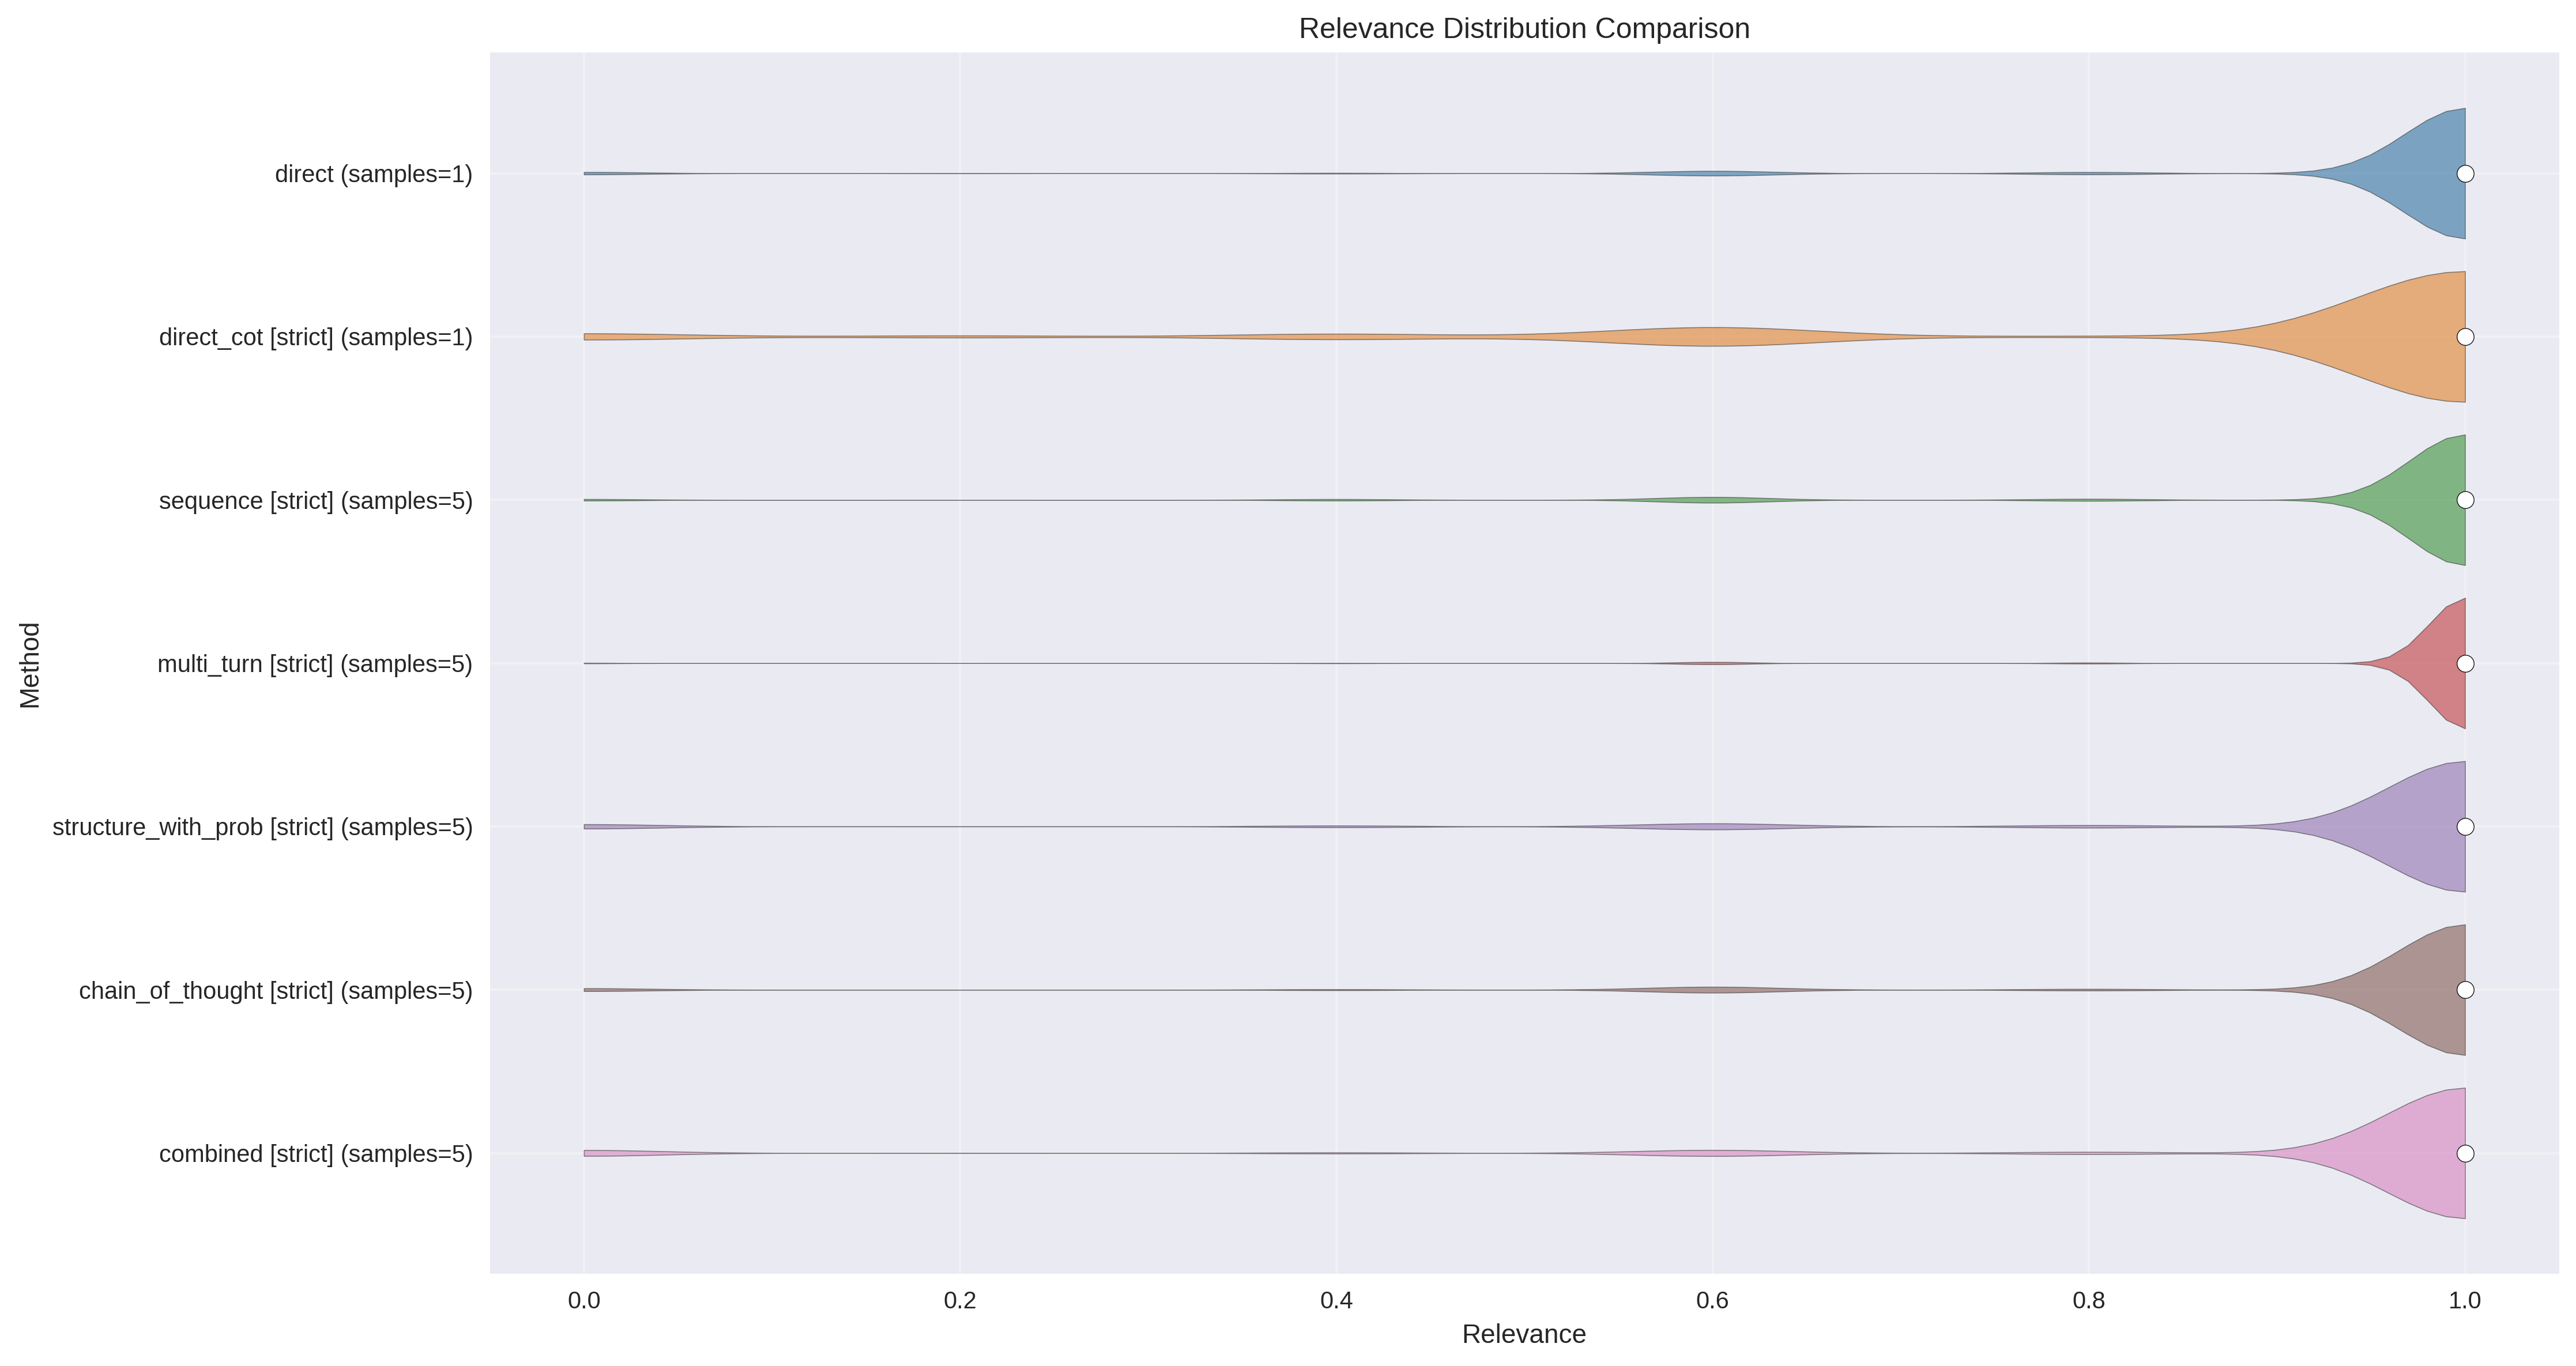 Relevance Distribution Comparison
direct (samples=1)
direct_cot [strict] (samples=1)
sequence [strict] (samples=5)
multi_turn [strict] (samples=5)
structure_with_prob [strict] (samples=5)
chain_of_thought [strict] (samples=5)
combined [strict] (samples=5)
Method
0.0 0.2 0.4 0.6 0.8 1.0
Relevance